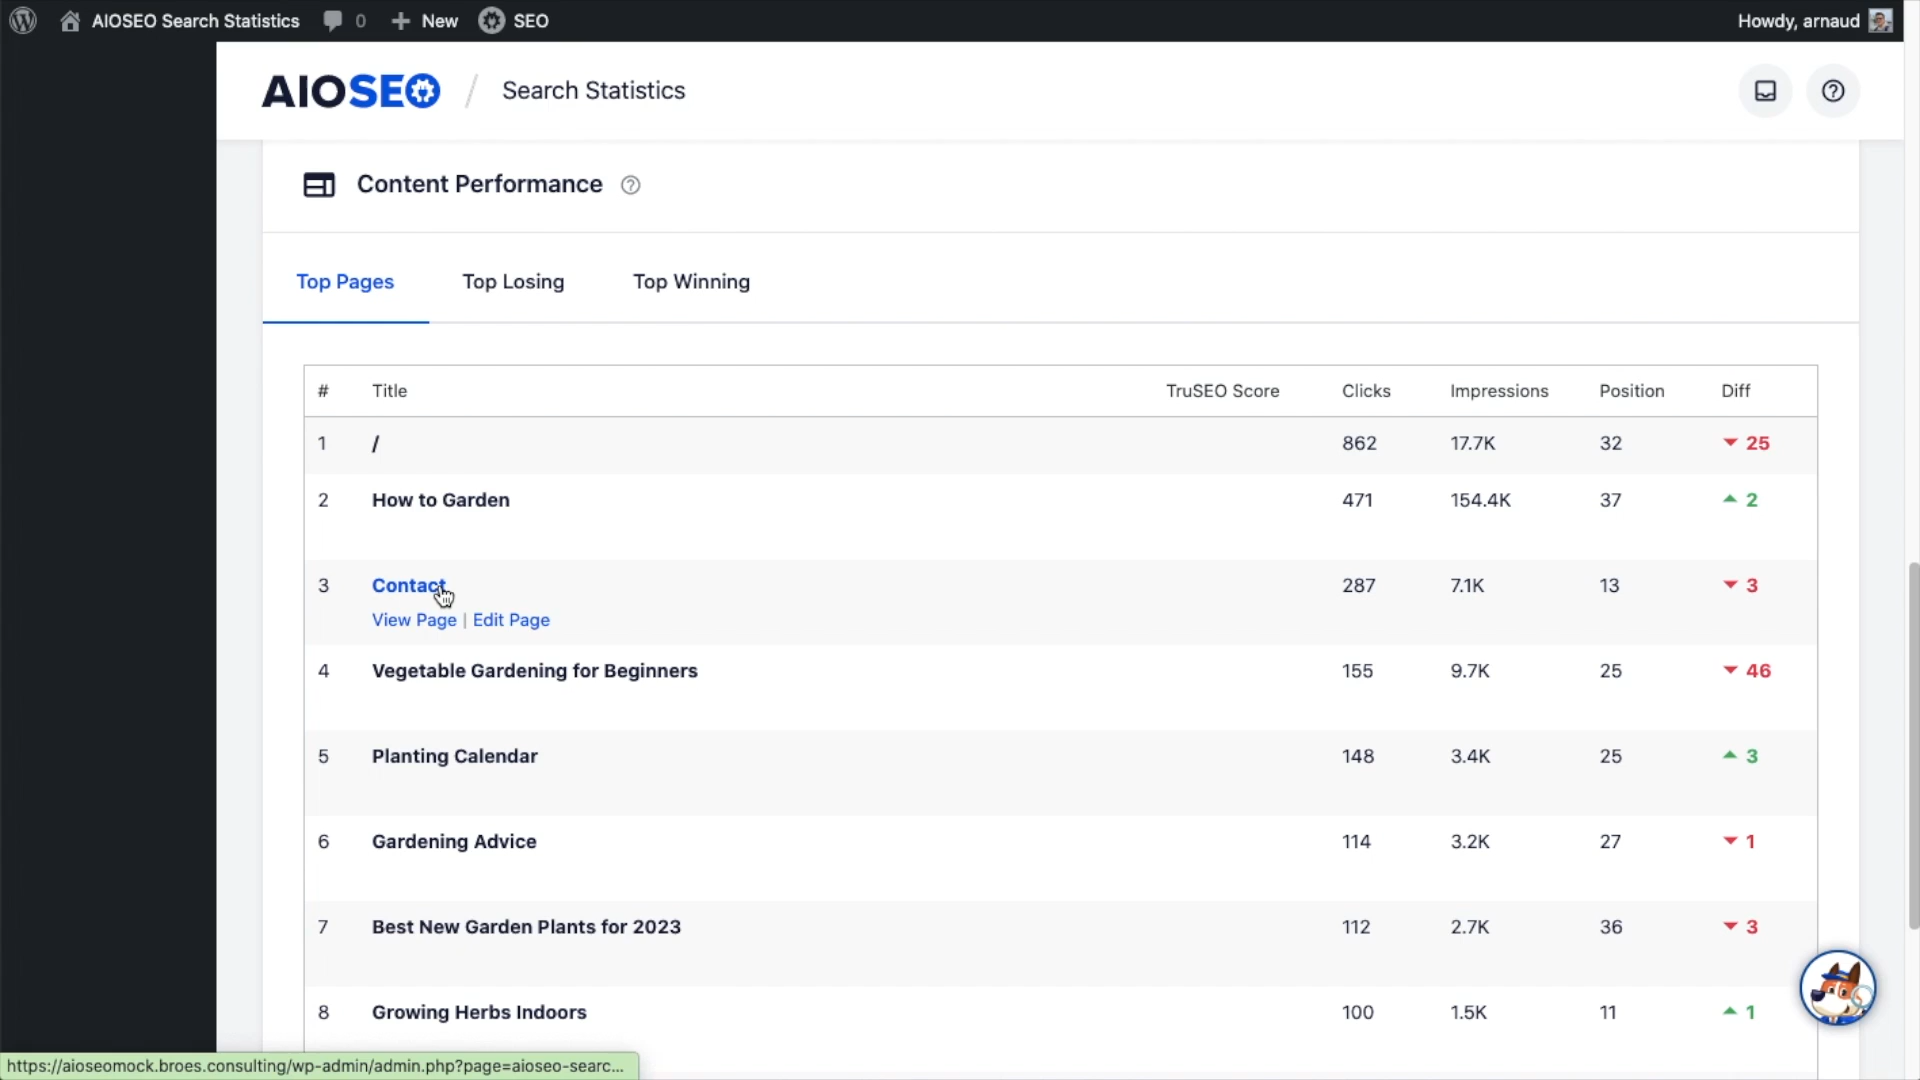 AIOSEO Search Statistics 0 New SEO Howdy, arnaud
AIOSEO / Search Statistics
Content Performance
Top Pages Top Losing Top Winning
# Title TruSEO Score Clicks Impressions Position Diff
1 / 862 17.7K 32 25
2 How to Garden 471 154.4K 37 2
3 Contact 287 7.1K 13 3
View Page | Edit Page
4 Vegetable Gardening for Beginners 155 9.7K 25 46
5 Planting Calendar 148 3.4K 25 3
6 Gardening Advice 114 3.2K 27 1
7 Best New Garden Plants for 2023 112 2.7K 36 3
8 Growing Herbs Indoors 100 1.5K 11 1
https://aioseomock.broes.consulting/wp-admin/admin.php?page=aioseo-searc...